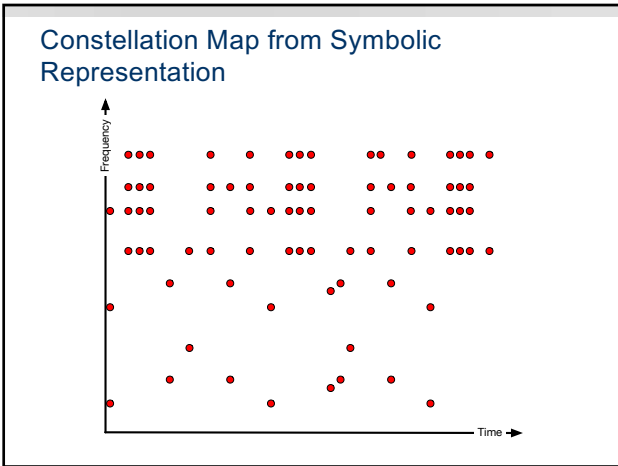 Constellation Map from Symbolic
Representation
Frequency
Time